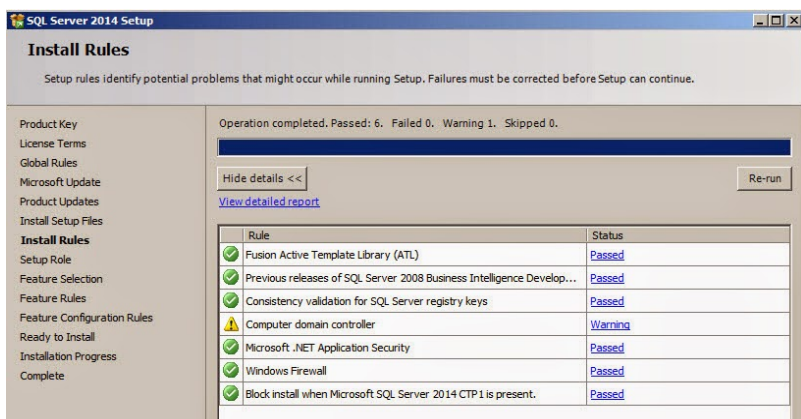 SQL Server 2014 Setup
Install Rules
Setup rules identify potential problems that might occur while running Setup. Failures must be corrected before Setup can continue.
Product Key
License Terms
Global Rules
Microsoft Update
Product Updates
Install Setup Files
Install Rules
Setup Role
Feature Selection
Feature Rules
Feature Configuration Rules
Ready to Install
Installation Progress
Complete
Operation completed. Passed: 6. Failed 0. Warning 1. Skipped 0.
Hide details << Re-run
View detailed report
Rule Status
Fusion Active Template Library (ATL) Passed
Previous releases of SQL Server 2008 Business Intelligence Develop... Passed
Consistency validation for SQL Server registry keys Passed
Computer domain controller Warning
Microsoft .NET Application Security Passed
Windows Firewall Passed
Block install when Microsoft SQL Server 2014 CTP1 is present. Passed